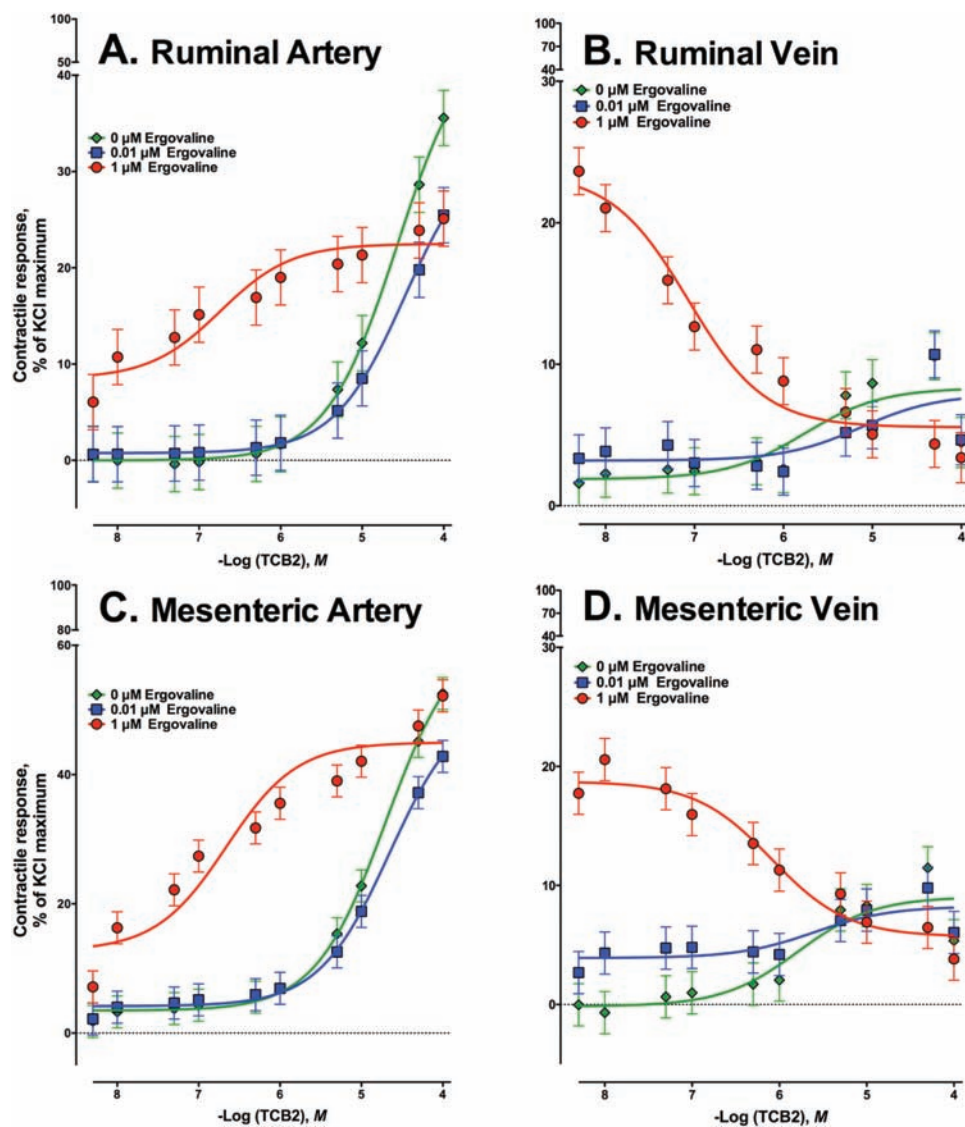 A. Ruminal Artery
100
50
40
30
20
10
0
Contractile response,
% of KCl maximum
0 µM Ergovaline
0.01 µM Ergovaline
1 µM Ergovaline
8 7 6 5 4
-Log (TCB2), M
B. Ruminal Vein
100
70
40
30
20
10
0
0 µM Ergovaline
0.01 µM Ergovaline
1 µM Ergovaline
8 7 6 5 4
-Log (TCB2), M
C. Mesenteric Artery
100
80
60
40
20
0
Contractile response,
% of KCl maximum
0 µM Ergovaline
0.01 µM Ergovaline
1 µM Ergovaline
8 7 6 5 4
-Log (TCB2), M
D. Mesenteric Vein
100
70
40
30
20
10
0
0 µM Ergovaline
0.01 µM Ergovaline
1 µM Ergovaline
8 7 6 5 4
-Log (TCB2), M